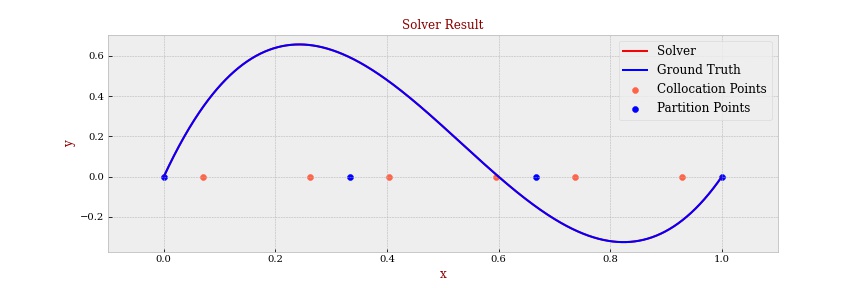 Solver Result
y
0.6
0.4
0.2
0.0
−0.2
Solver
Ground Truth
Collocation Points
Partition Points
0.0 0.2 0.4 0.6 0.8 1.0
x